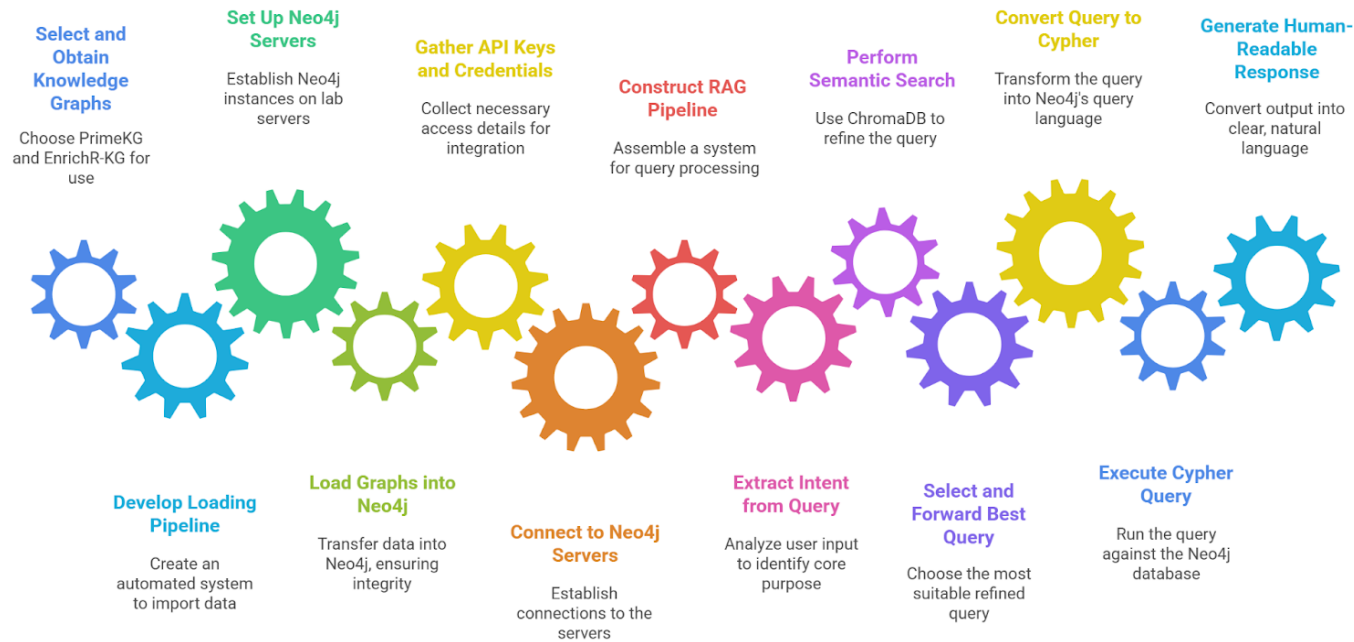 Select and
Obtain
Knowledge
Graphs
Choose PrimeKG
and EnrichR-KG for
use
Develop Loading
Pipeline
Create an
automated system
to import data
Set Up Neo4j
Servers
Establish Neo4j
instances on lab
servers
Load Graphs into
Neo4j
Transfer data into
Neo4j, ensuring
integrity
Gather API Keys
and Credentials
Collect necessary
access details for
integration
Connect to Neo4j
Servers
Establish
connections to the
servers
Construct RAG
Pipeline
Assemble a system
for query processing
Extract Intent
from Query
Analyze user input
to identify core
purpose
Perform
Semantic Search
Use ChromaDB to
refine the query
Select and
Forward Best
Query
Choose the most
suitable refined
query
Convert Query to
Cypher
Transform the query
into Neo4j's query
language
Execute Cypher
Query
Run the query
against the Neo4j
database
Generate Human-
Readable
Response
Convert output into
clear, natural
language